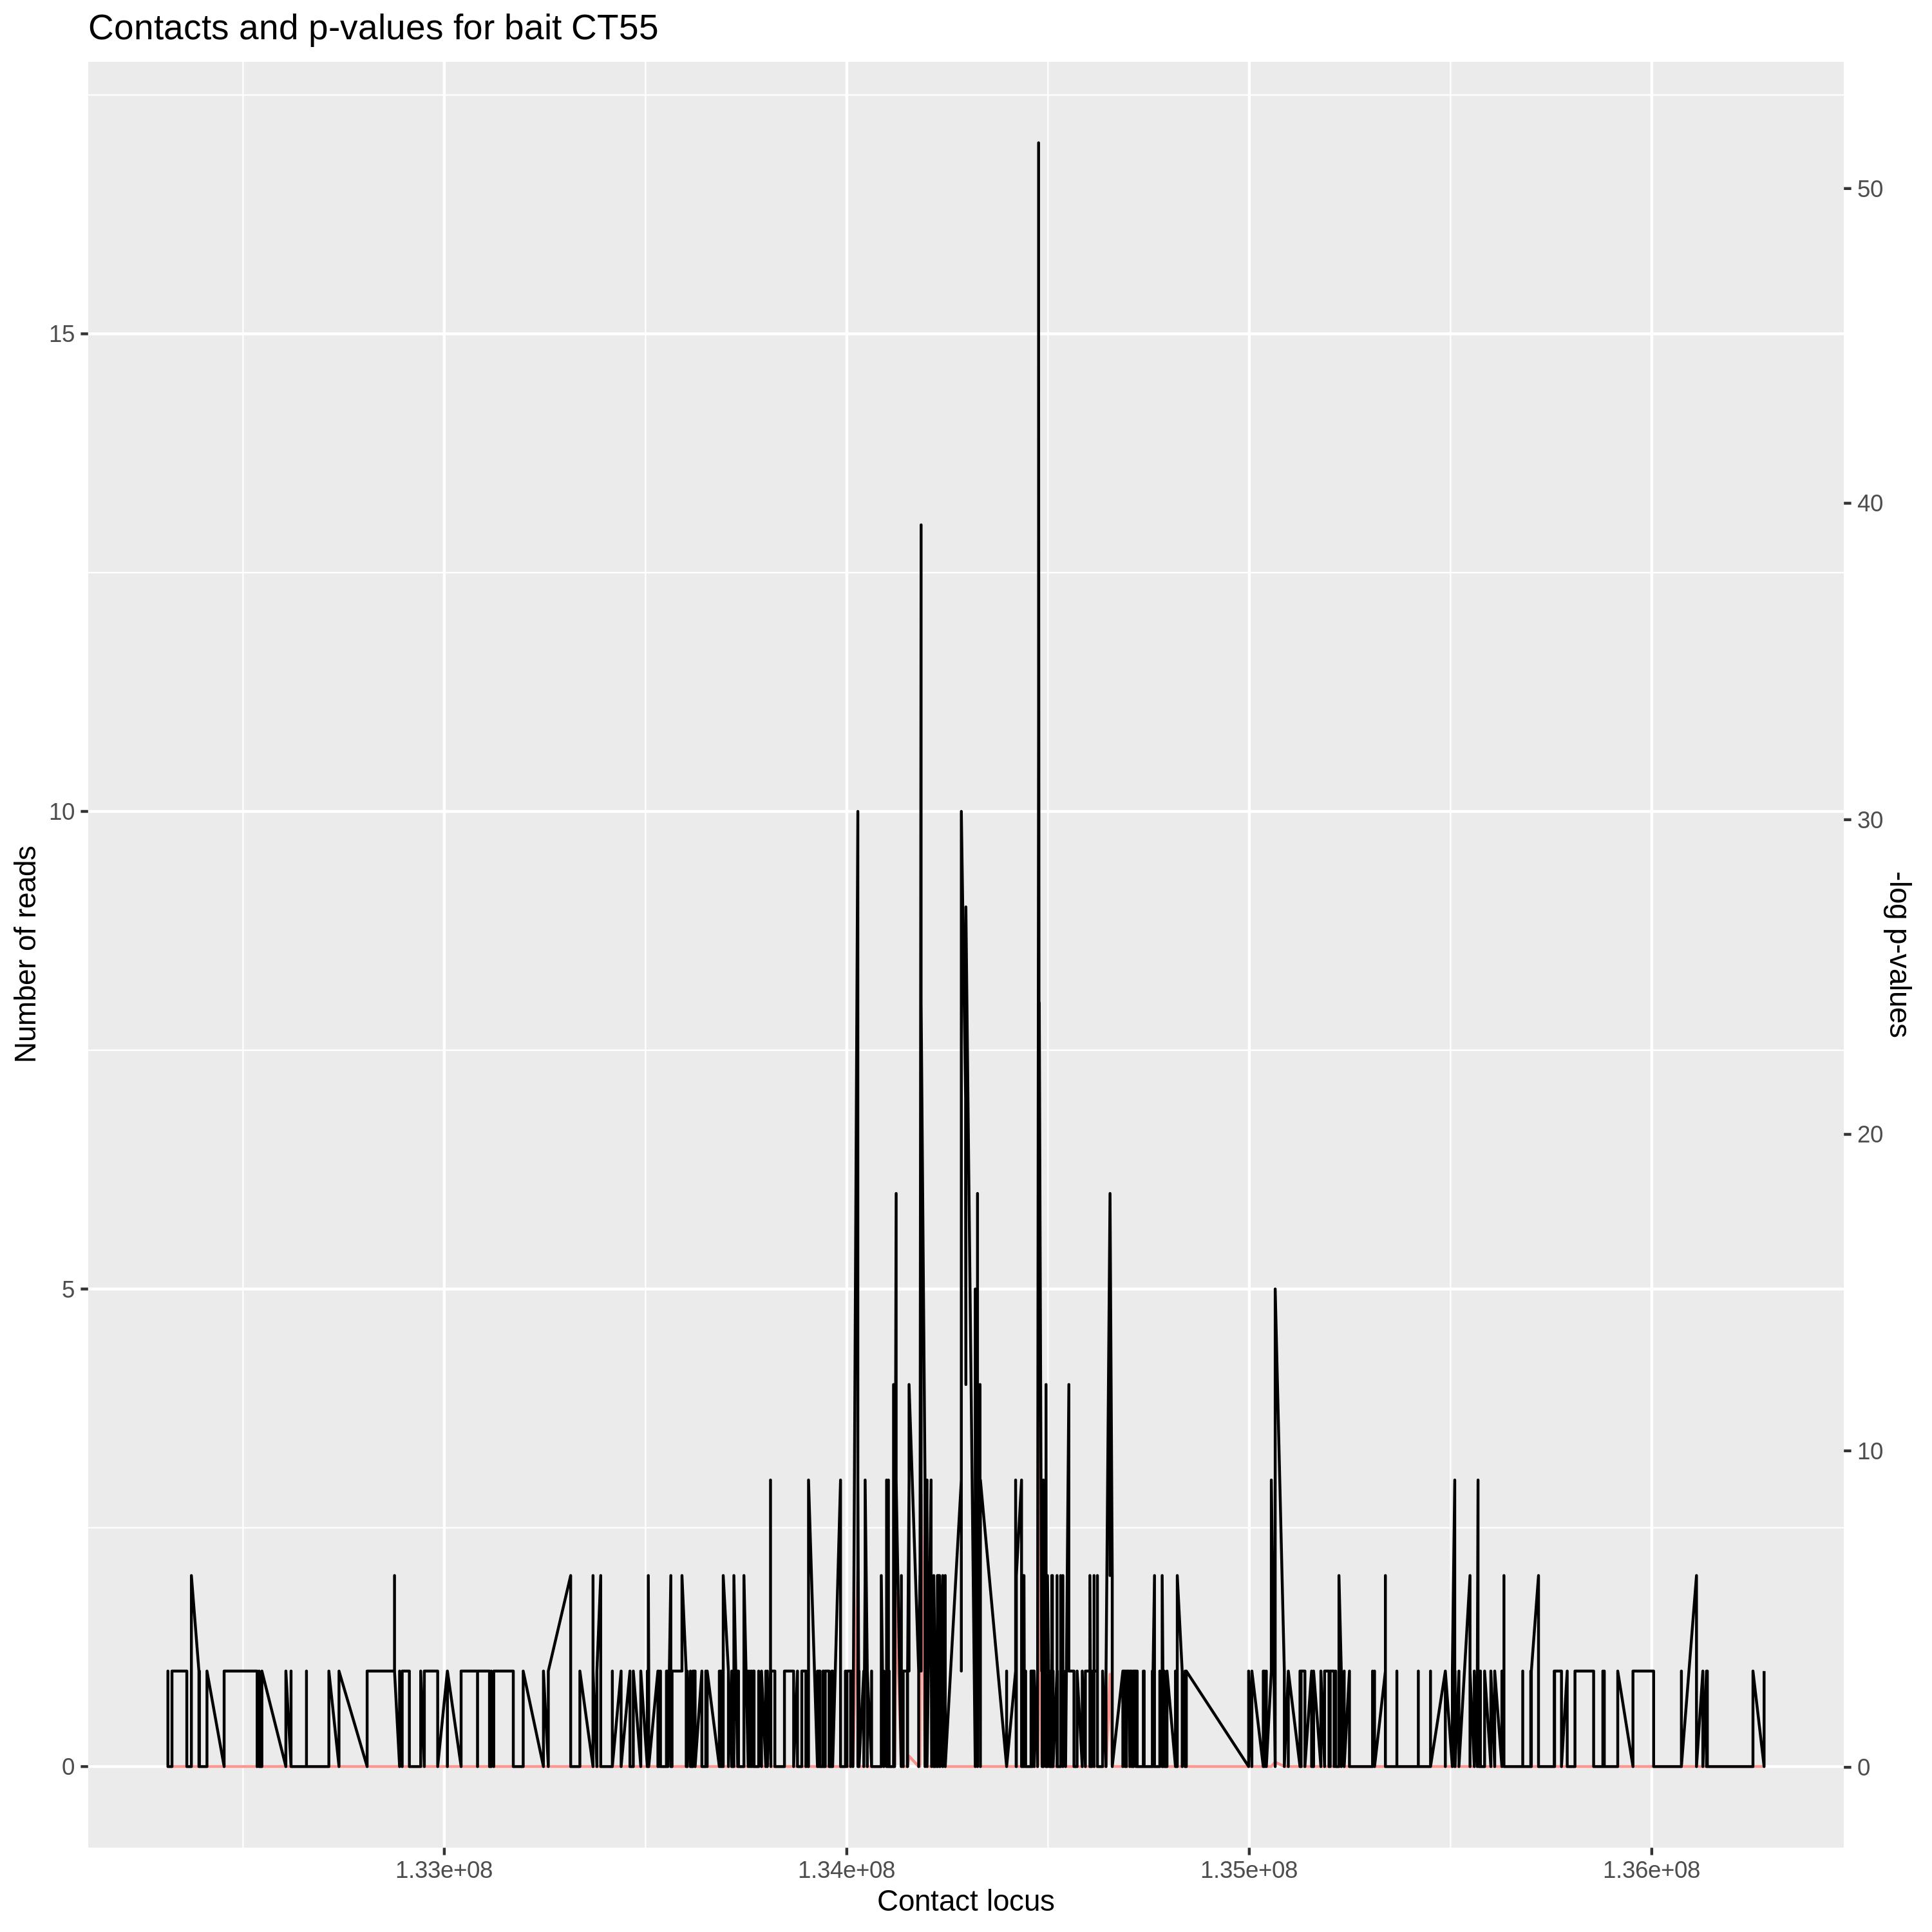 Contacts and p-values for bait CT55
Number of reads
15
10
5
0
50
40
30
20
10
0
-log p-values
1.33e+08 1.34e+08 1.35e+08 1.36e+08
Contact locus